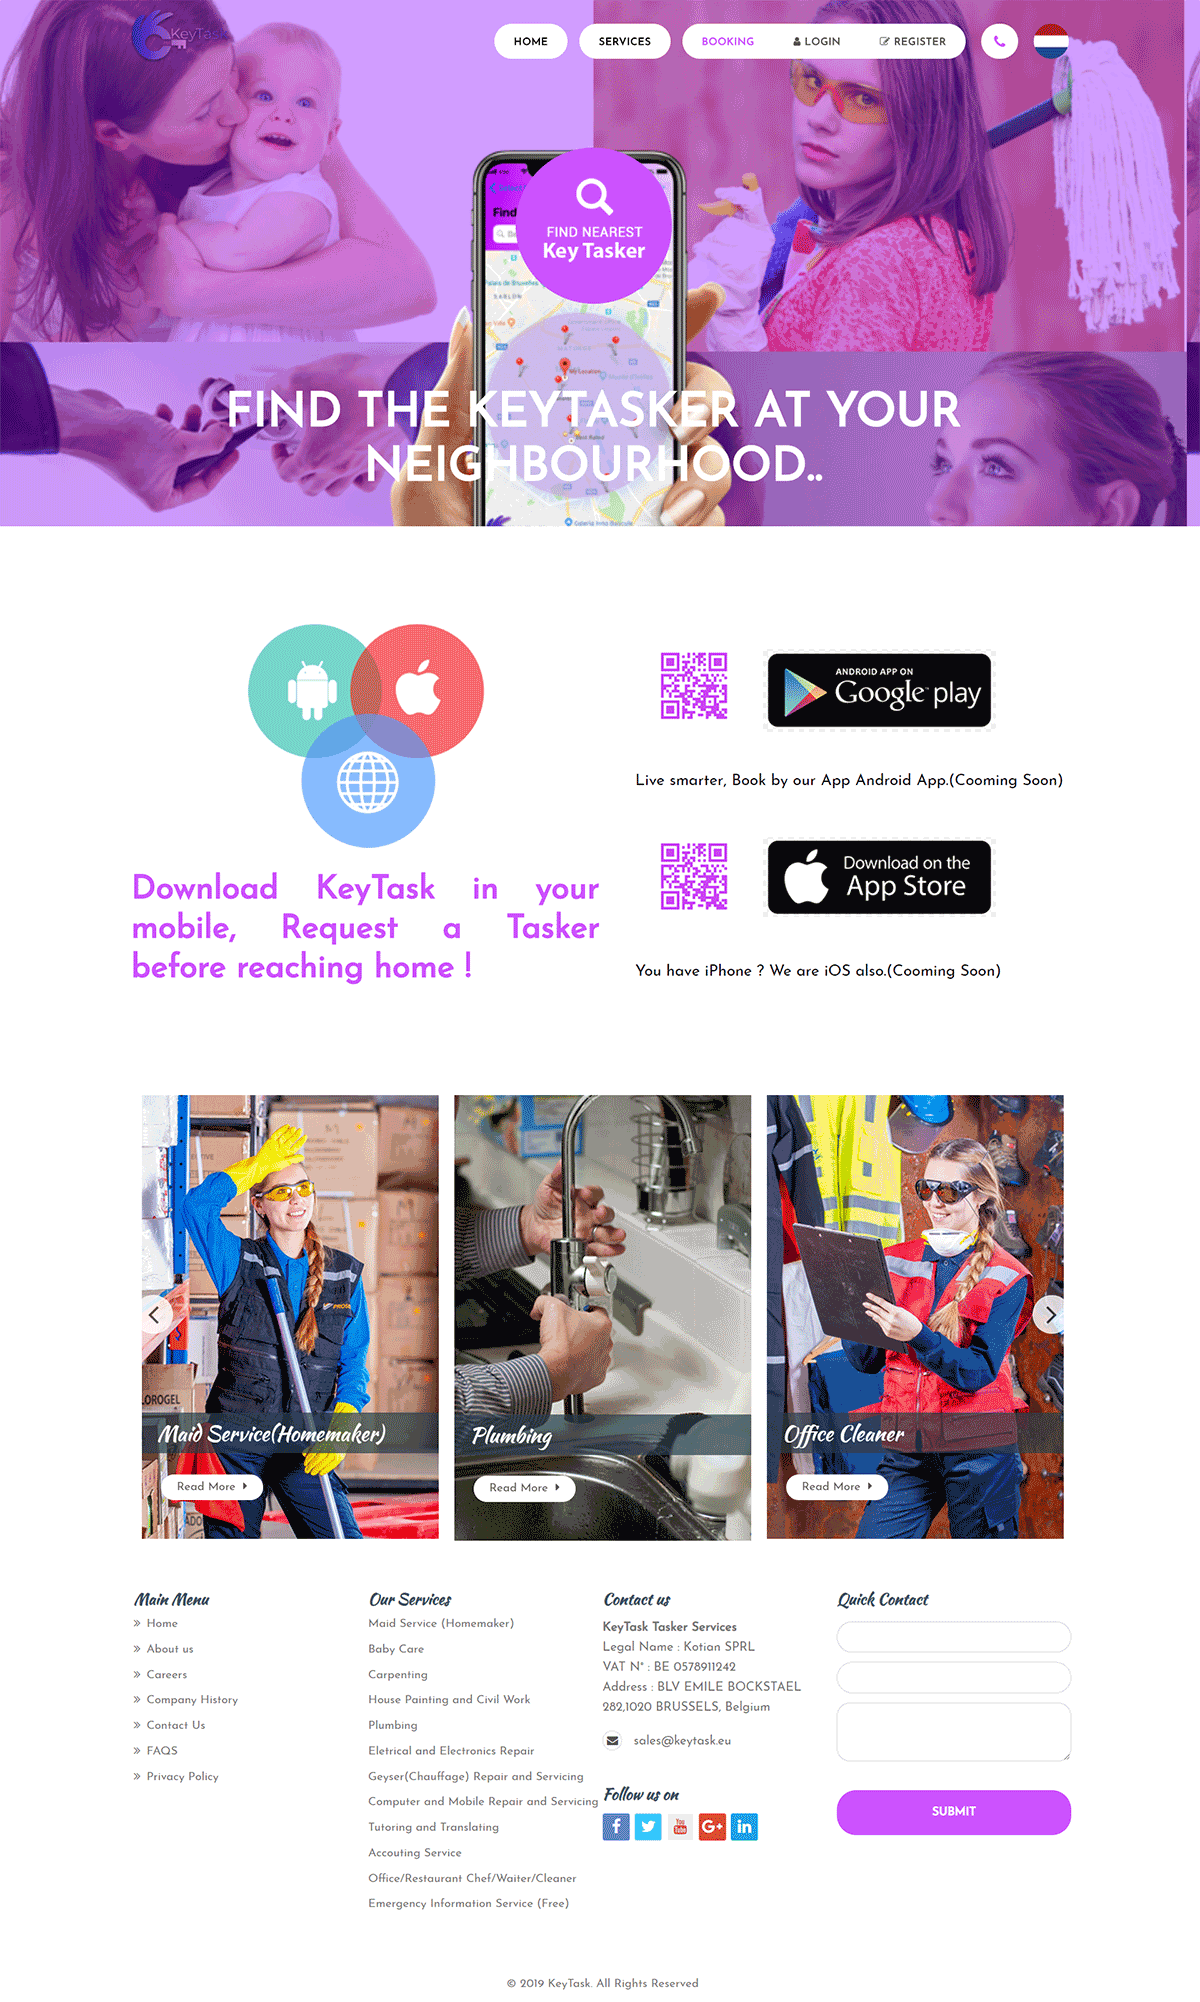 KeyTas
HOME
SERVICES
BOOKING
LOGIN
REGISTER
Find
FIND NEAREST
Key Tasker
SABLON
My Location
FIND THE KEYTASKER AT YOUR
NEIGHBOURHOOD..
ANDROID APP ON
Google play
Live smarter, Book by our App Android App.(Cooming Soon)
Download on the
App Store
You have iPhone ? We are iOS also.(Cooming Soon)
Download KeyTask in your
mobile, Request a Tasker
before reaching home !
LOROGEL
Maid Service(Homemaker)
Read More
Plumbing
Read More
Office Cleaner
Read More
Main Menu
Home
About us
Careers
Company History
Contact Us
FAQS
Privacy Policy
Our Services
Maid Service (Homemaker)
Baby Care
Carpenting
House Painting and Civil Work
Plumbing
Eletrical and Electronics Repair
Geyser(Chauffage) Repair and Servicing
Computer and Mobile Repair and Servicing
Tutoring and Translating
Accouting Service
Office/Restaurant Chef/Waiter/Cleaner
Emergency Information Service (Free)
Contact us
KeyTask Tasker Services
Legal Name : Kotian SPRL
VAT N° : BE 0578911242
Address : BLV EMILE BOCKSTAEL
282,1020 BRUSSELS, Belgium
sales@keytask.eu
Follow us on
Quick Contact
SUBMIT
© 2019 KeyTask. All Rights Reserved